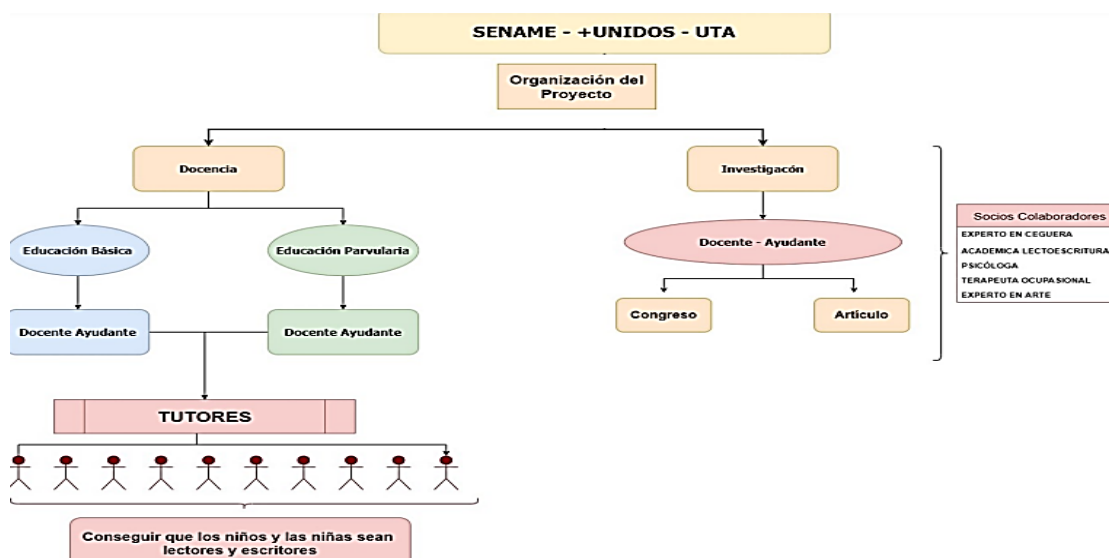 SENAME - +UNIDOS - UTA
Organización del
Proyecto
Docencia
Investigacón
Educación Básica
Educación Parvularia
Docente - Ayudante
Socios Colaboradores
EXPERTO EN CEGUERA
ACADEMICA LECTOESCRITURA
PSICÓLOGA
TERAPEUTA OCUPASIONAL
EXPERTO EN ARTE
Docente Ayudante
Docente Ayudante
Congreso
Artículo
TUTORES
Conseguir que los niños y las niñas sean
lectores y escritores